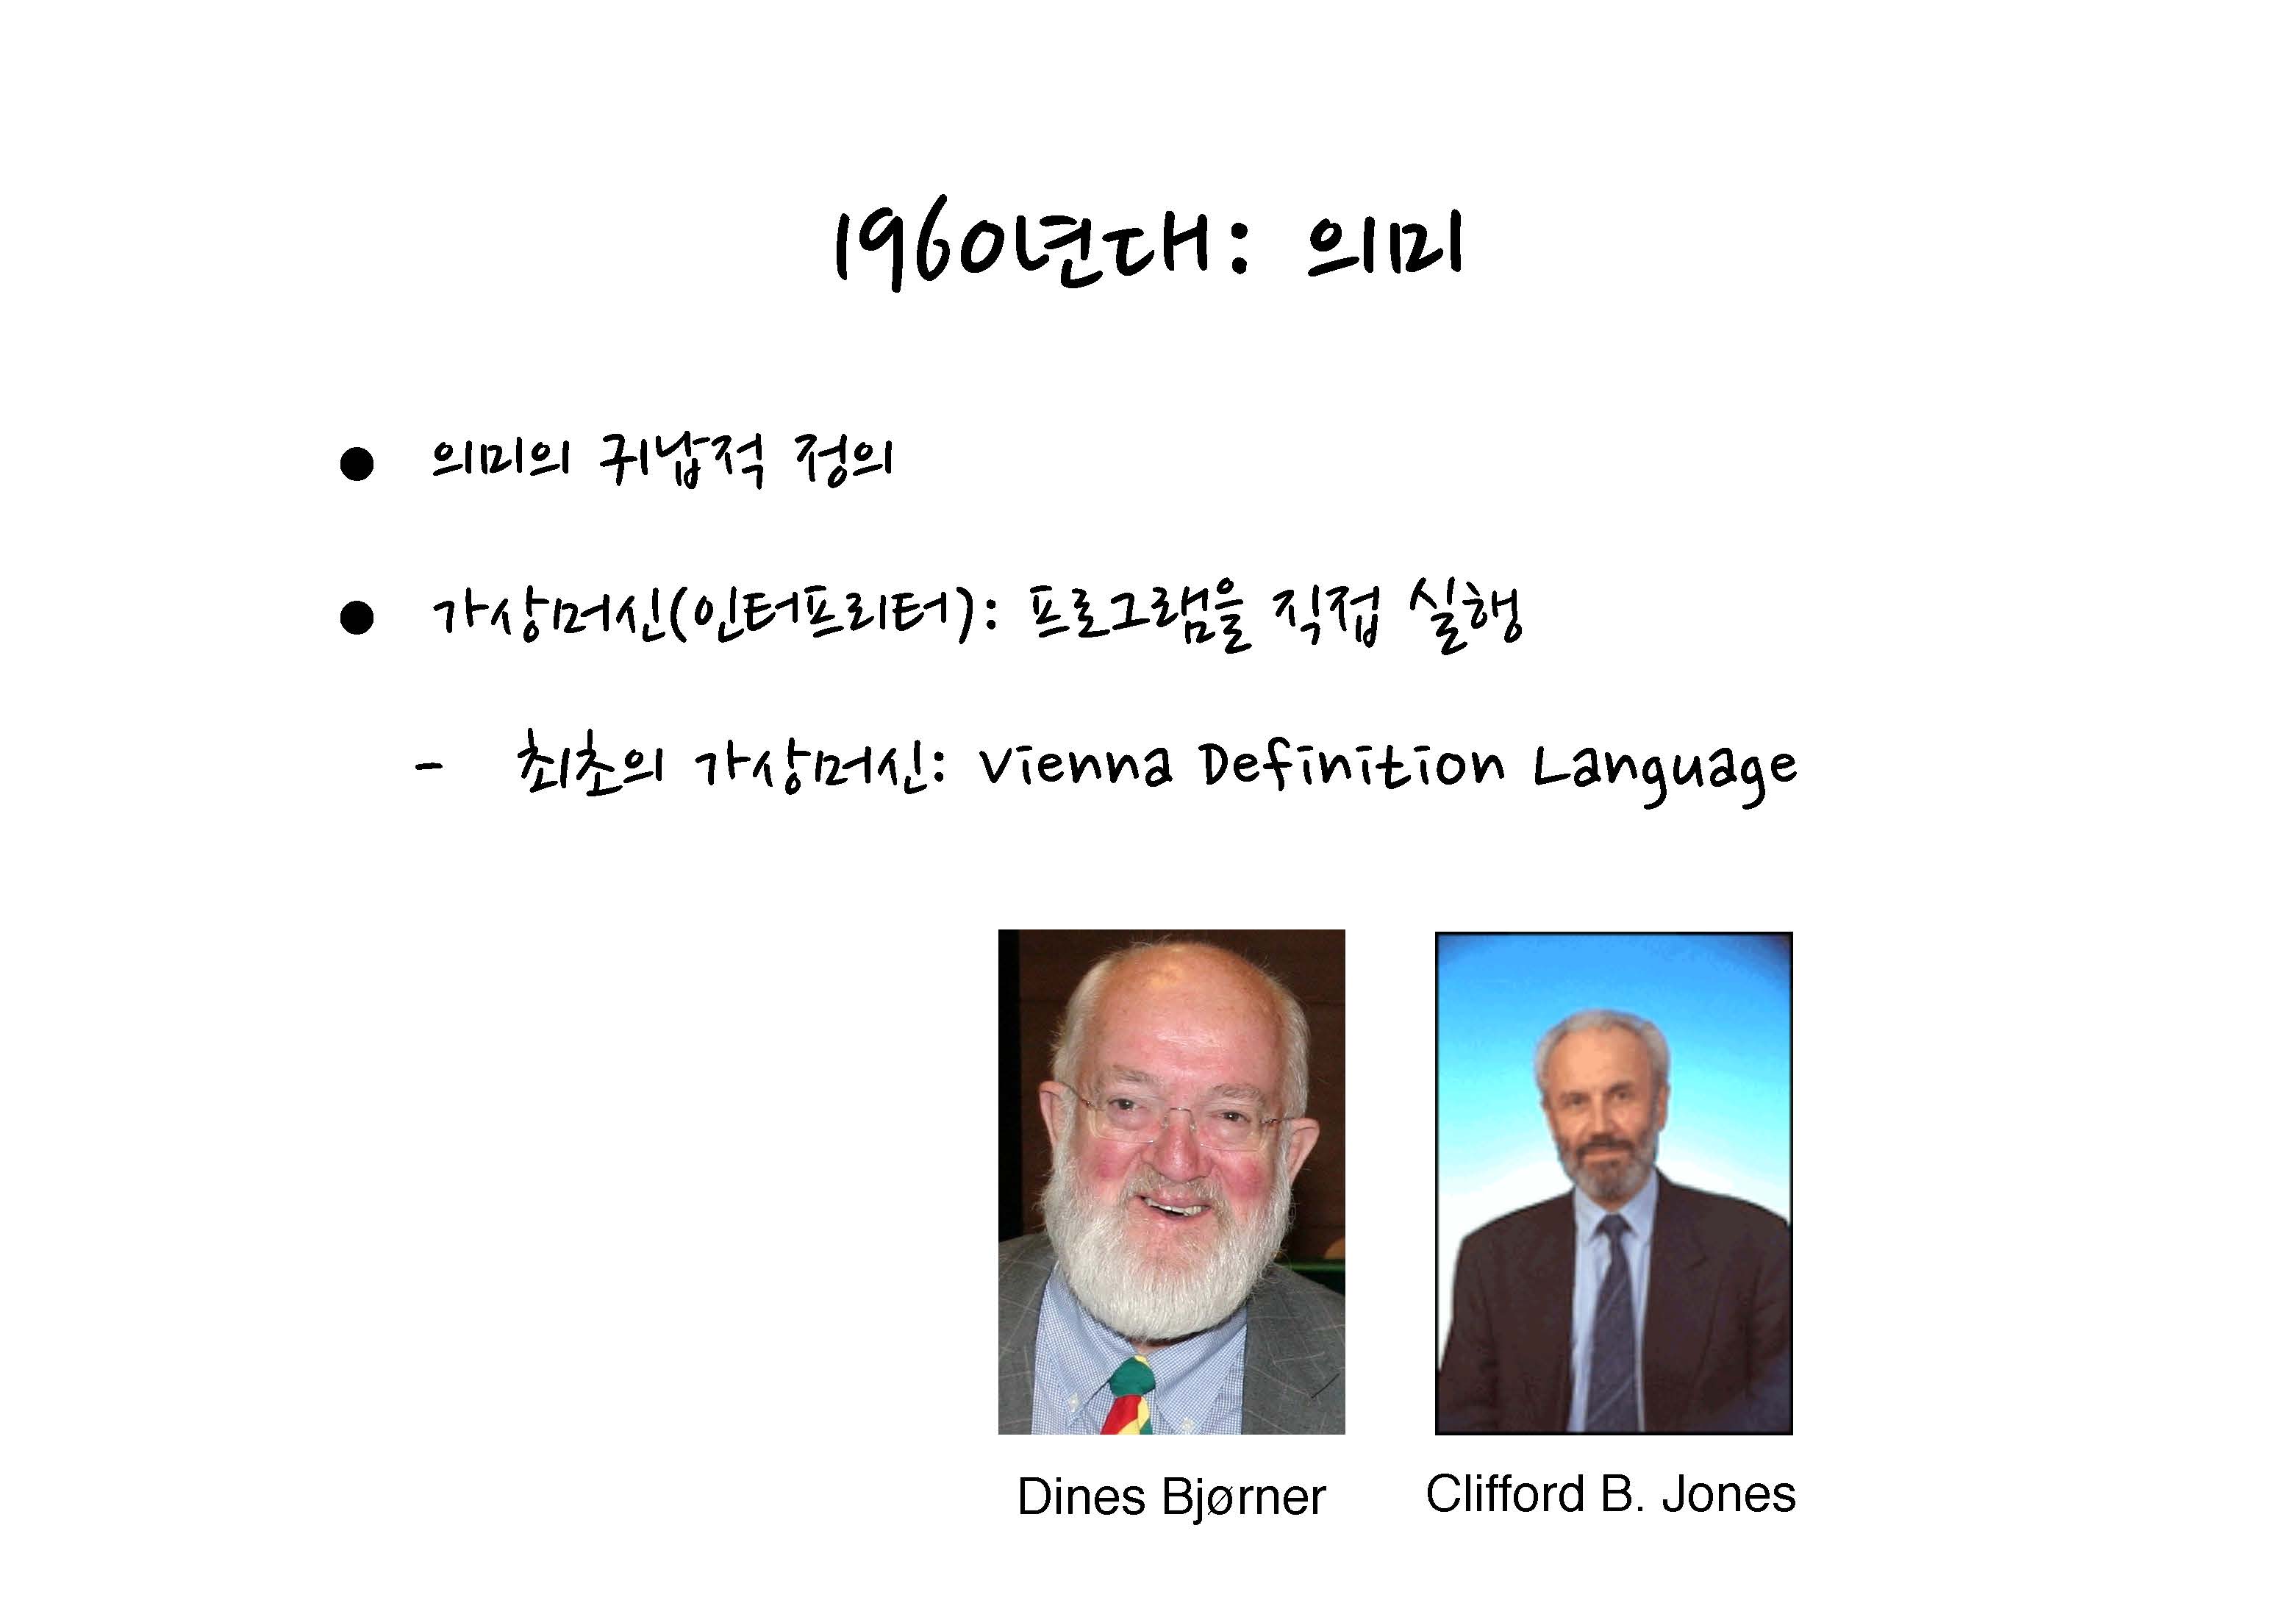 1960년대: 의미
● 의미의 귀납적 정의
● 가상머신(인터프리터): 프로그램을 직접 실행
- 최초의 가상머신: Vienna Definition Language
Dines Bjørner
Clifford B. Jones